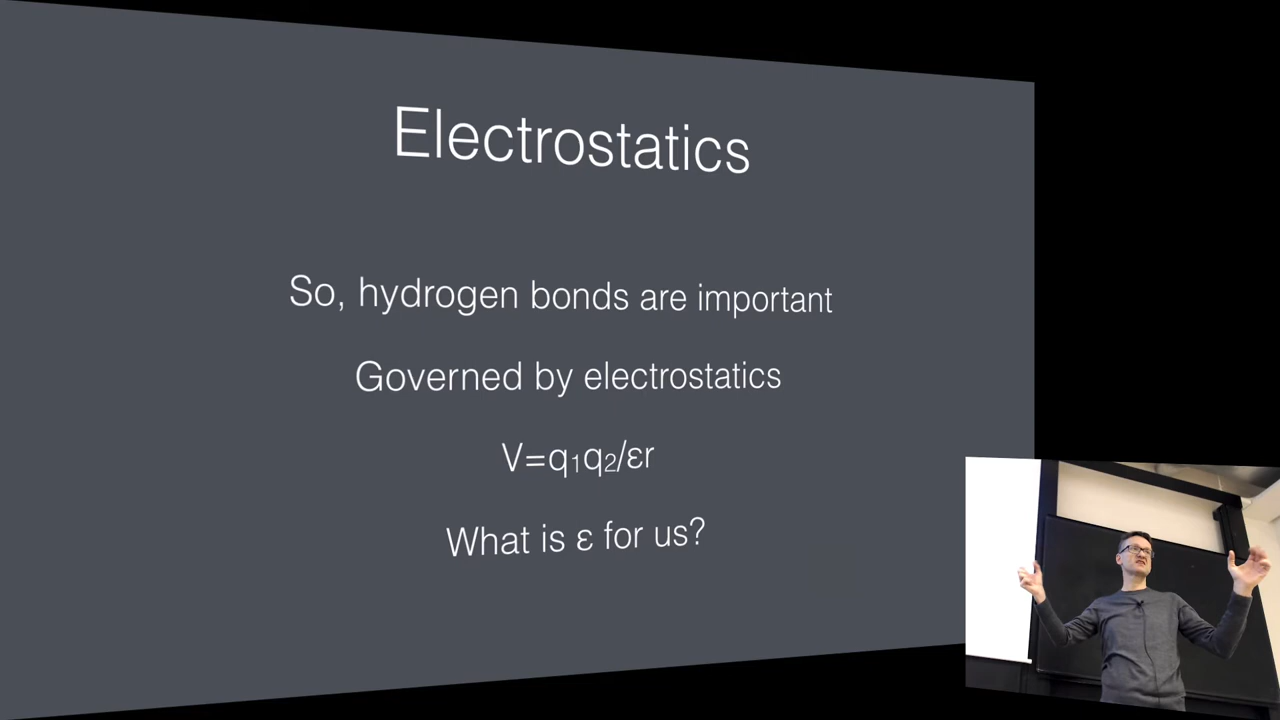 Electrostatics
So, hydrogen bonds are important
Governed by electrostatics
V=q₁q₂/εr
What is ε for us?